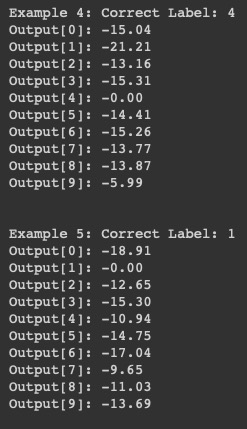 Example 4: Correct Label: 4
Output[0]: -15.04
Output[1]: -21.21
Output[2]: -13.16
Output[3]: -15.31
Output[4]: -0.00
Output[5]: -14.41
Output[6]: -15.26
Output[7]: -13.77
Output[8]: -13.87
Output[9]: -5.99
Example 5: Correct Label: 1
Output[0]: -18.91
Output[1]: -0.00
Output[2]: -12.65
Output[3]: -15.30
Output[4]: -10.94
Output[5]: -14.75
Output[6]: -17.04
Output[7]: -9.65
Output[8]: -11.03
Output[9]: -13.69